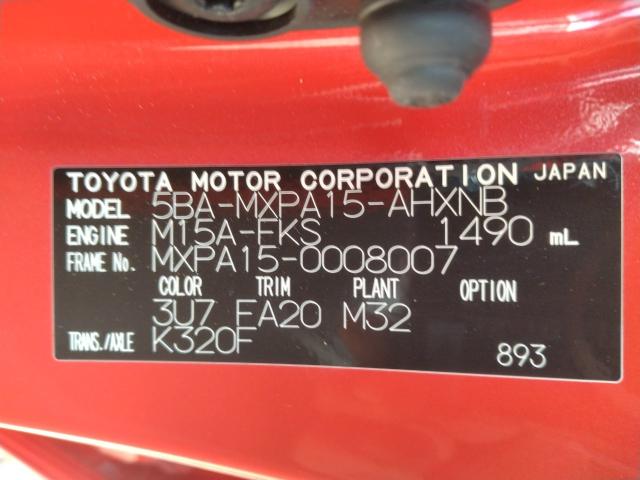 TOYOTA MOTOR CORPORATION JAPAN
MODEL 5BA-MXPA15-AHXNB
ENGINE M15A-FKS 1490 mL
FRAME No. MXPA15-0008007
COLOR TRIM PLANT OPTION
3U7 EA20 M32
TRANS./AXLE K320F
893